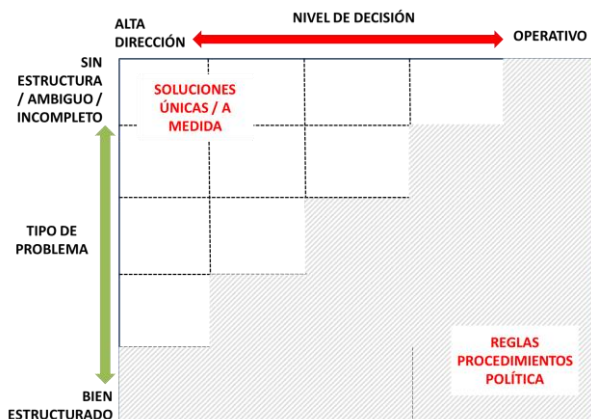 NIVEL DE DECISIÓN
ALTA
DIRECCIÓN
OPERATIVO
SIN
ESTRUCTURA
/ AMBIGUO /
INCOMPLETO
SOLUCIONES
ÚNICAS / A
MEDIDA
TIPO DE
PROBLEMA
REGLAS
PROCEDIMIENTOS
POLÍTICA
BIEN
ESTRUCTURADO